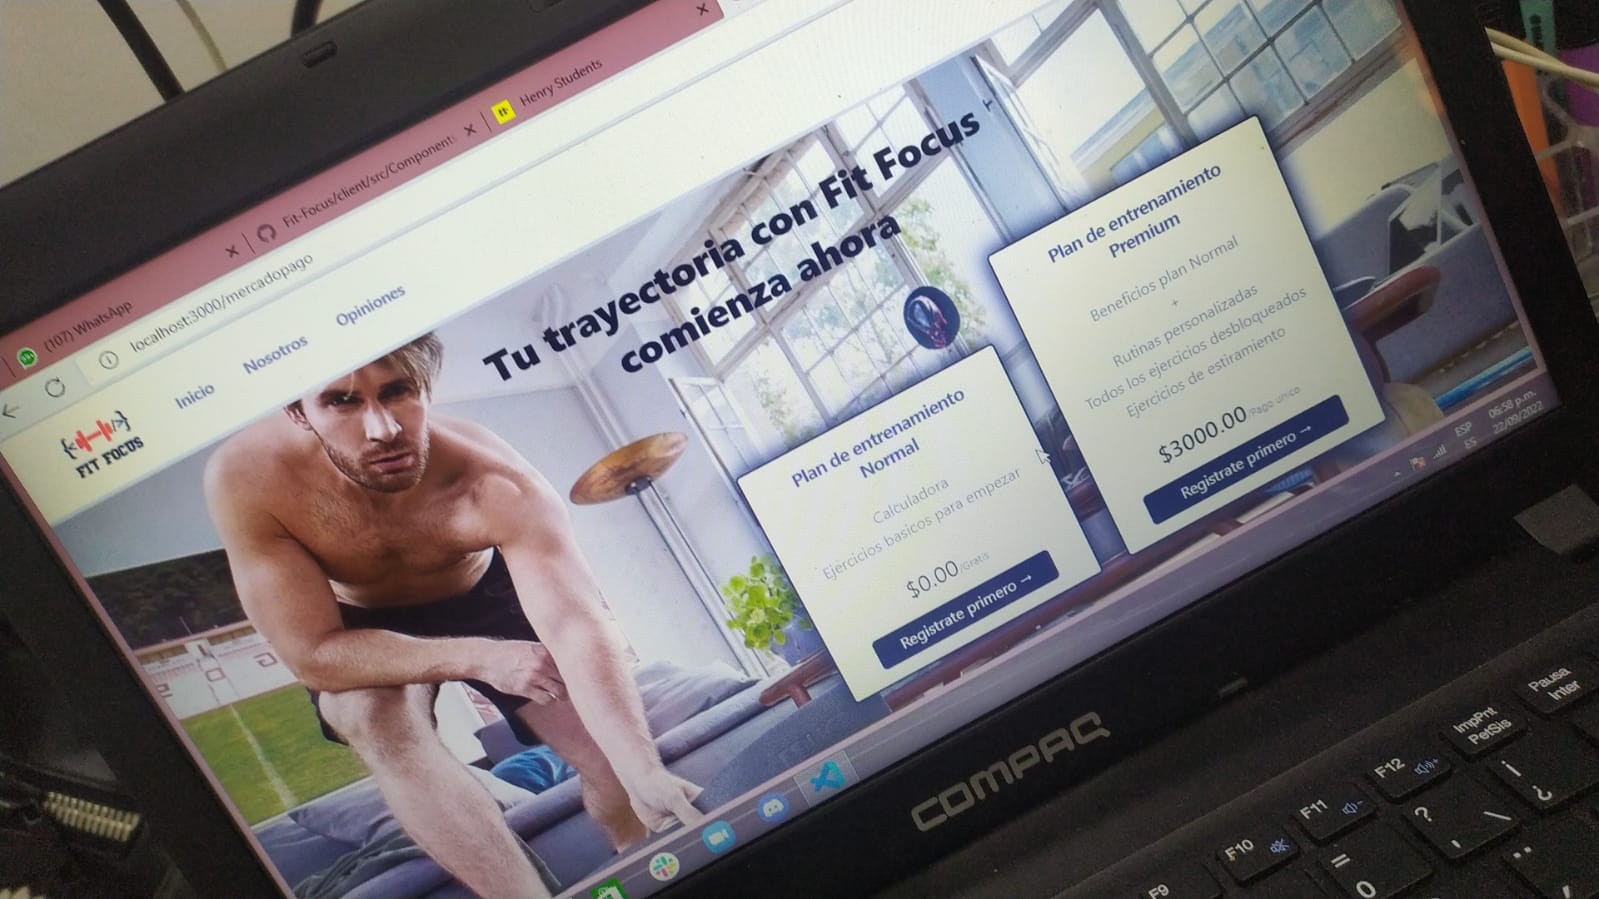 (107) WhatsApp
Fit-Focus/client/src/Component
Henry Students
localhost:3000/mercadopago
FIT FOCUS
Inicio
Nosotros
Opiniones
Tu trayectoria con Fit Focus
comienza ahora
Plan de entrenamiento
Normal
Calculadora
Ejercicios basicos para empezar
$0.00/Gratis
Registrate primero →
Plan de entrenamiento
Premium
Beneficios plan Normal
+
Rutinas personalizadas
Todos los ejercicios desbloqueados
Ejercicios de estiramiento
$3000.00/Pago unico
Registrate primero →
ESP
ES
06:58 p.m.
22/09/2022
COMPAQ
F9
F10
F11
F12
ImpPnt
PetSis
Pausa
Inter
=
0
?
'
\
¡
¿